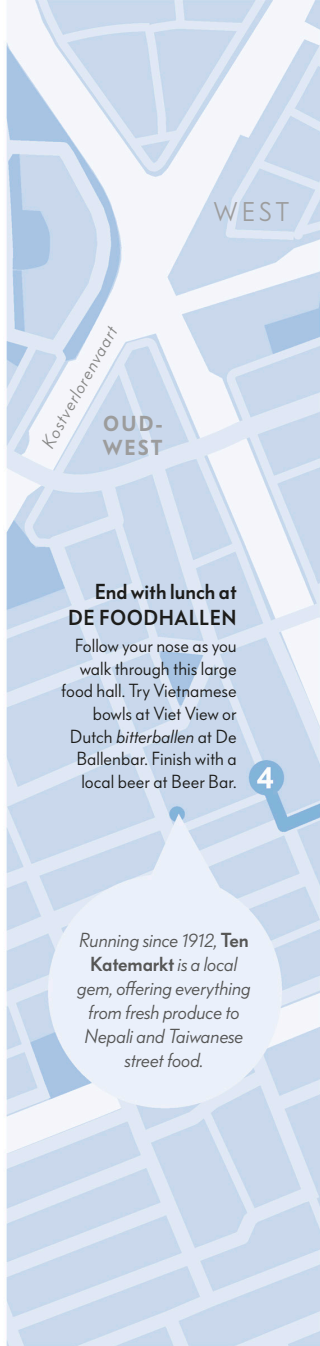 WEST
Kostverlorenvaart
OUD-
WEST
End with lunch at
DE FOODHALLEN
Follow your nose as you
walk through this large
food hall. Try Vietnamese
bowls at Viet View or
Dutch bitterballen at De
Ballenbar. Finish with a
local beer at Beer Bar.
4
Running since 1912, Ten
Katemarkt is a local
gem, offering everything
from fresh produce to
Nepali and Taiwanese
street food.